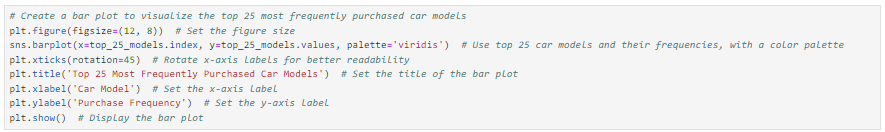 # Create a bar plot to visualize the top 25 most frequently purchased car models
plt.figure(figsize=(12, 8))  # Set the figure size
sns.barplot(x=top_25_models.index, y=top_25_models.values, palette='viridis')  # Use top 25 car models and their frequencies, with a color palette
plt.xticks(rotation=45)  # Rotate x-axis labels for better readability
plt.title('Top 25 Most Frequently Purchased Car Models')  # Set the title of the bar plot
plt.xlabel('Car Model')  # Set the x-axis label
plt.ylabel('Purchase Frequency')  # Set the y-axis label
plt.show()  # Display the bar plot